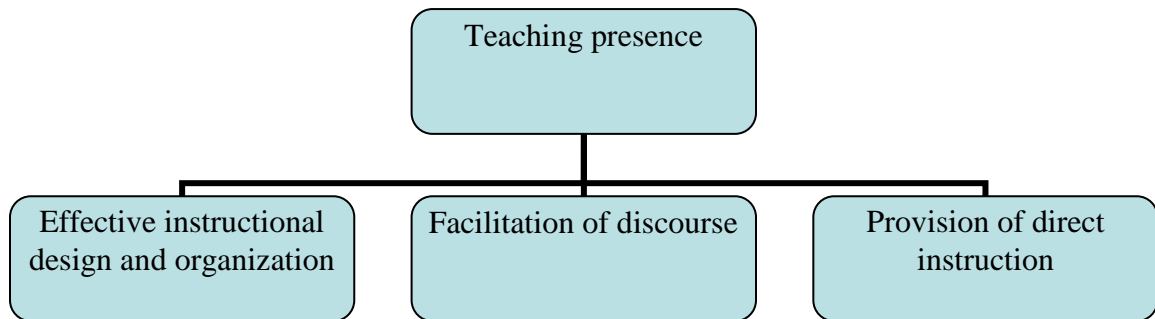 Teaching presence
Effective instructional
design and organization
Facilitation of discourse
Provision of direct
instruction